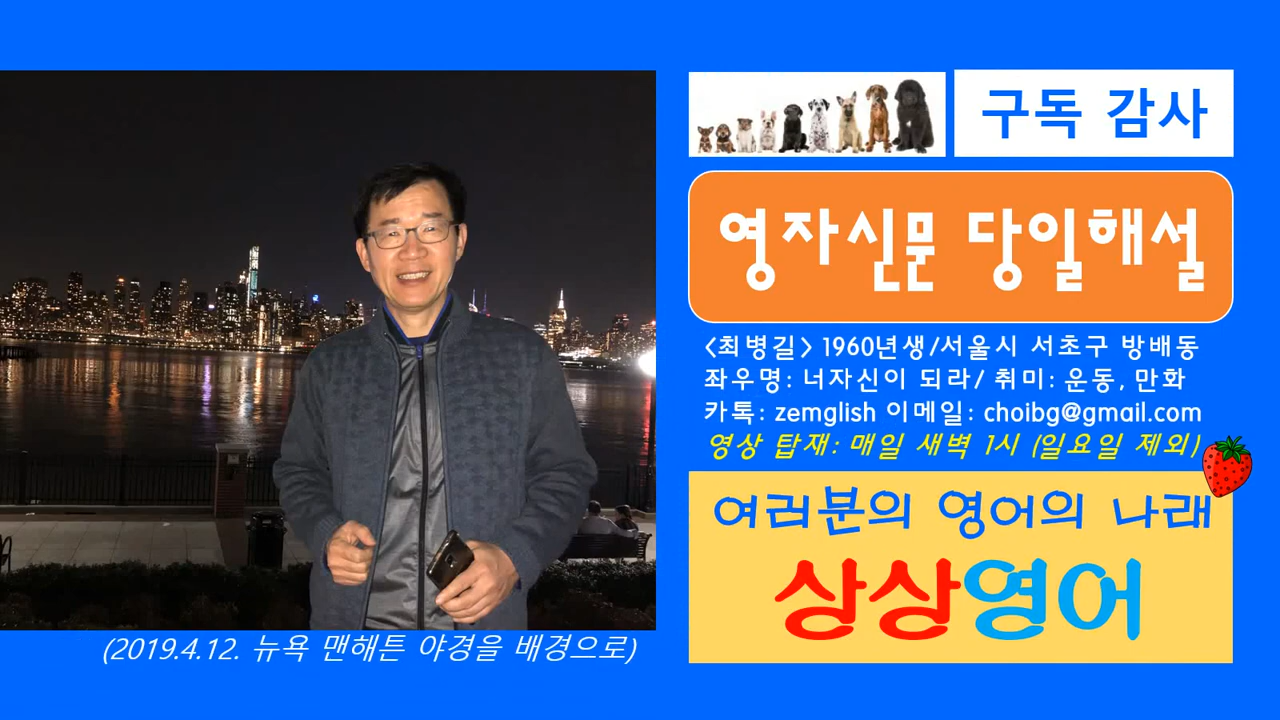 구독 감사
영자신문 당일해설
<최병길> 1960년생/서울시 서초구 방배동
좌우명: 너자신이 되라/ 취미: 운동, 만화
카톡: zemglish 이메일: choibg@gmail.com
영상 탑재: 매일 새벽 1시 (일요일 제외)
여러분의 영어의 나래
상상영어
(2019.4.12. 뉴욕 맨해튼 야경을 배경으로)